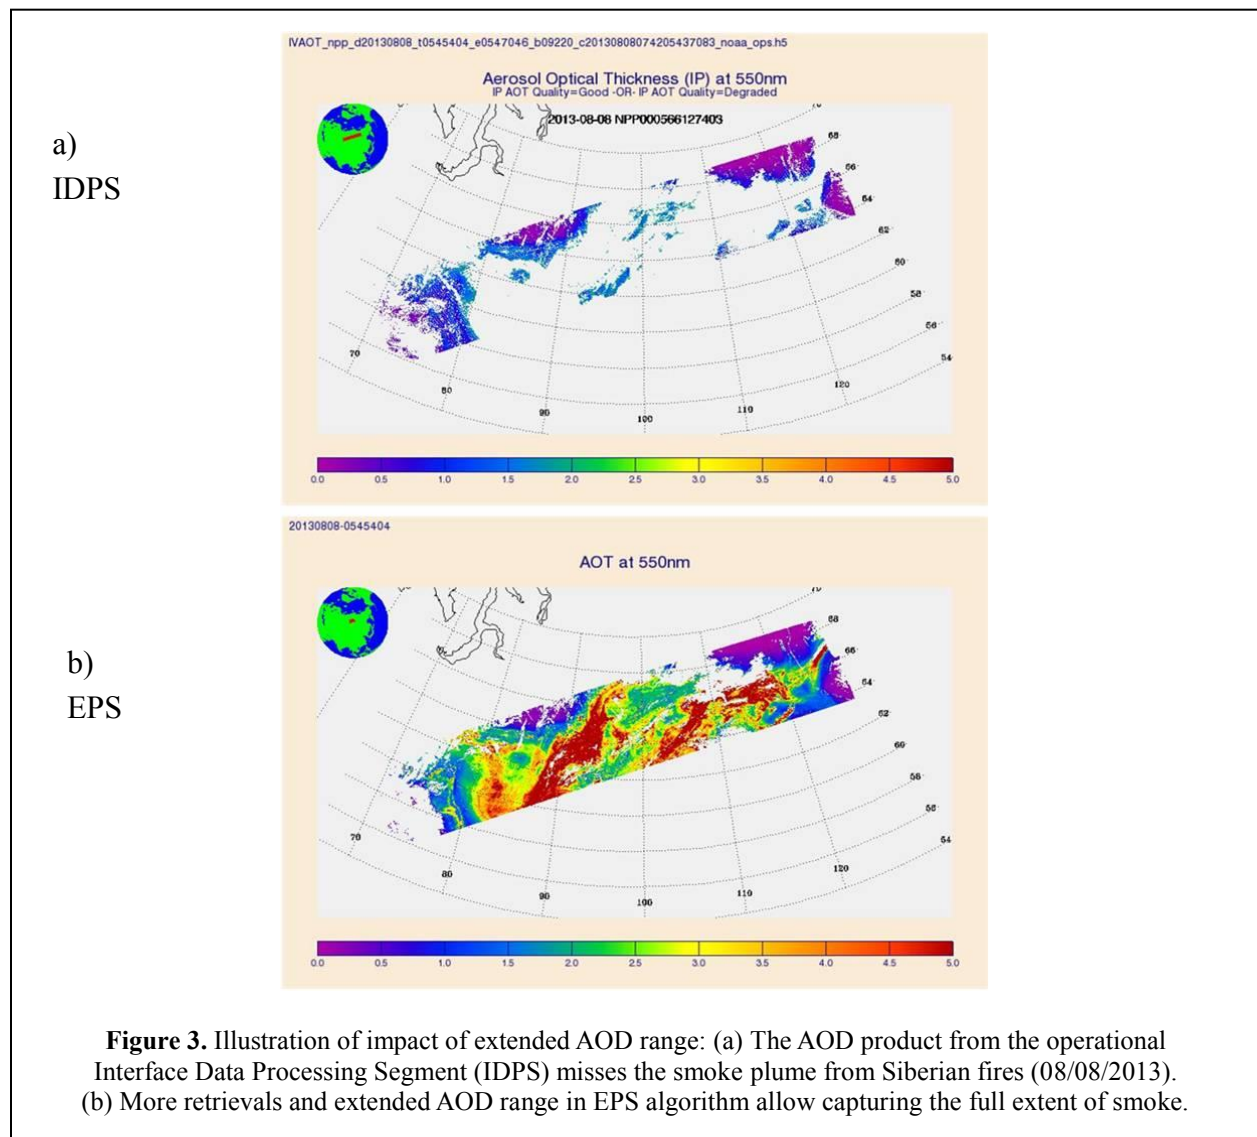 IVAOT_npp_d20130808_t0545404_e0547046_b09220_c20130808074205437083_noaa_ops.h5
Aerosol Optical Thickness (IP) at 550nm
IP AOT Quality=Good -OR- IP AOT Quality=Degraded
2013-08-08 NPP000566127403
a)
IDPS
70
68
66
64
62
60
58
56
54
70
80
90
100
110
120
0.0 0.5 1.0 1.5 2.0 2.5 3.0 3.5 4.0 4.5 5.0
20130808-0545404
AOT at 550nm
b)
EPS
70
68
66
64
62
60
58
56
54
70
80
90
100
110
120
0.0 0.5 1.0 1.5 2.0 2.5 3.0 3.5 4.0 4.5 5.0
Figure 3. Illustration of impact of extended AOD range: (a) The AOD product from the operational
Interface Data Processing Segment (IDPS) misses the smoke plume from Siberian fires (08/08/2013).
(b) More retrievals and extended AOD range in EPS algorithm allow capturing the full extent of smoke.